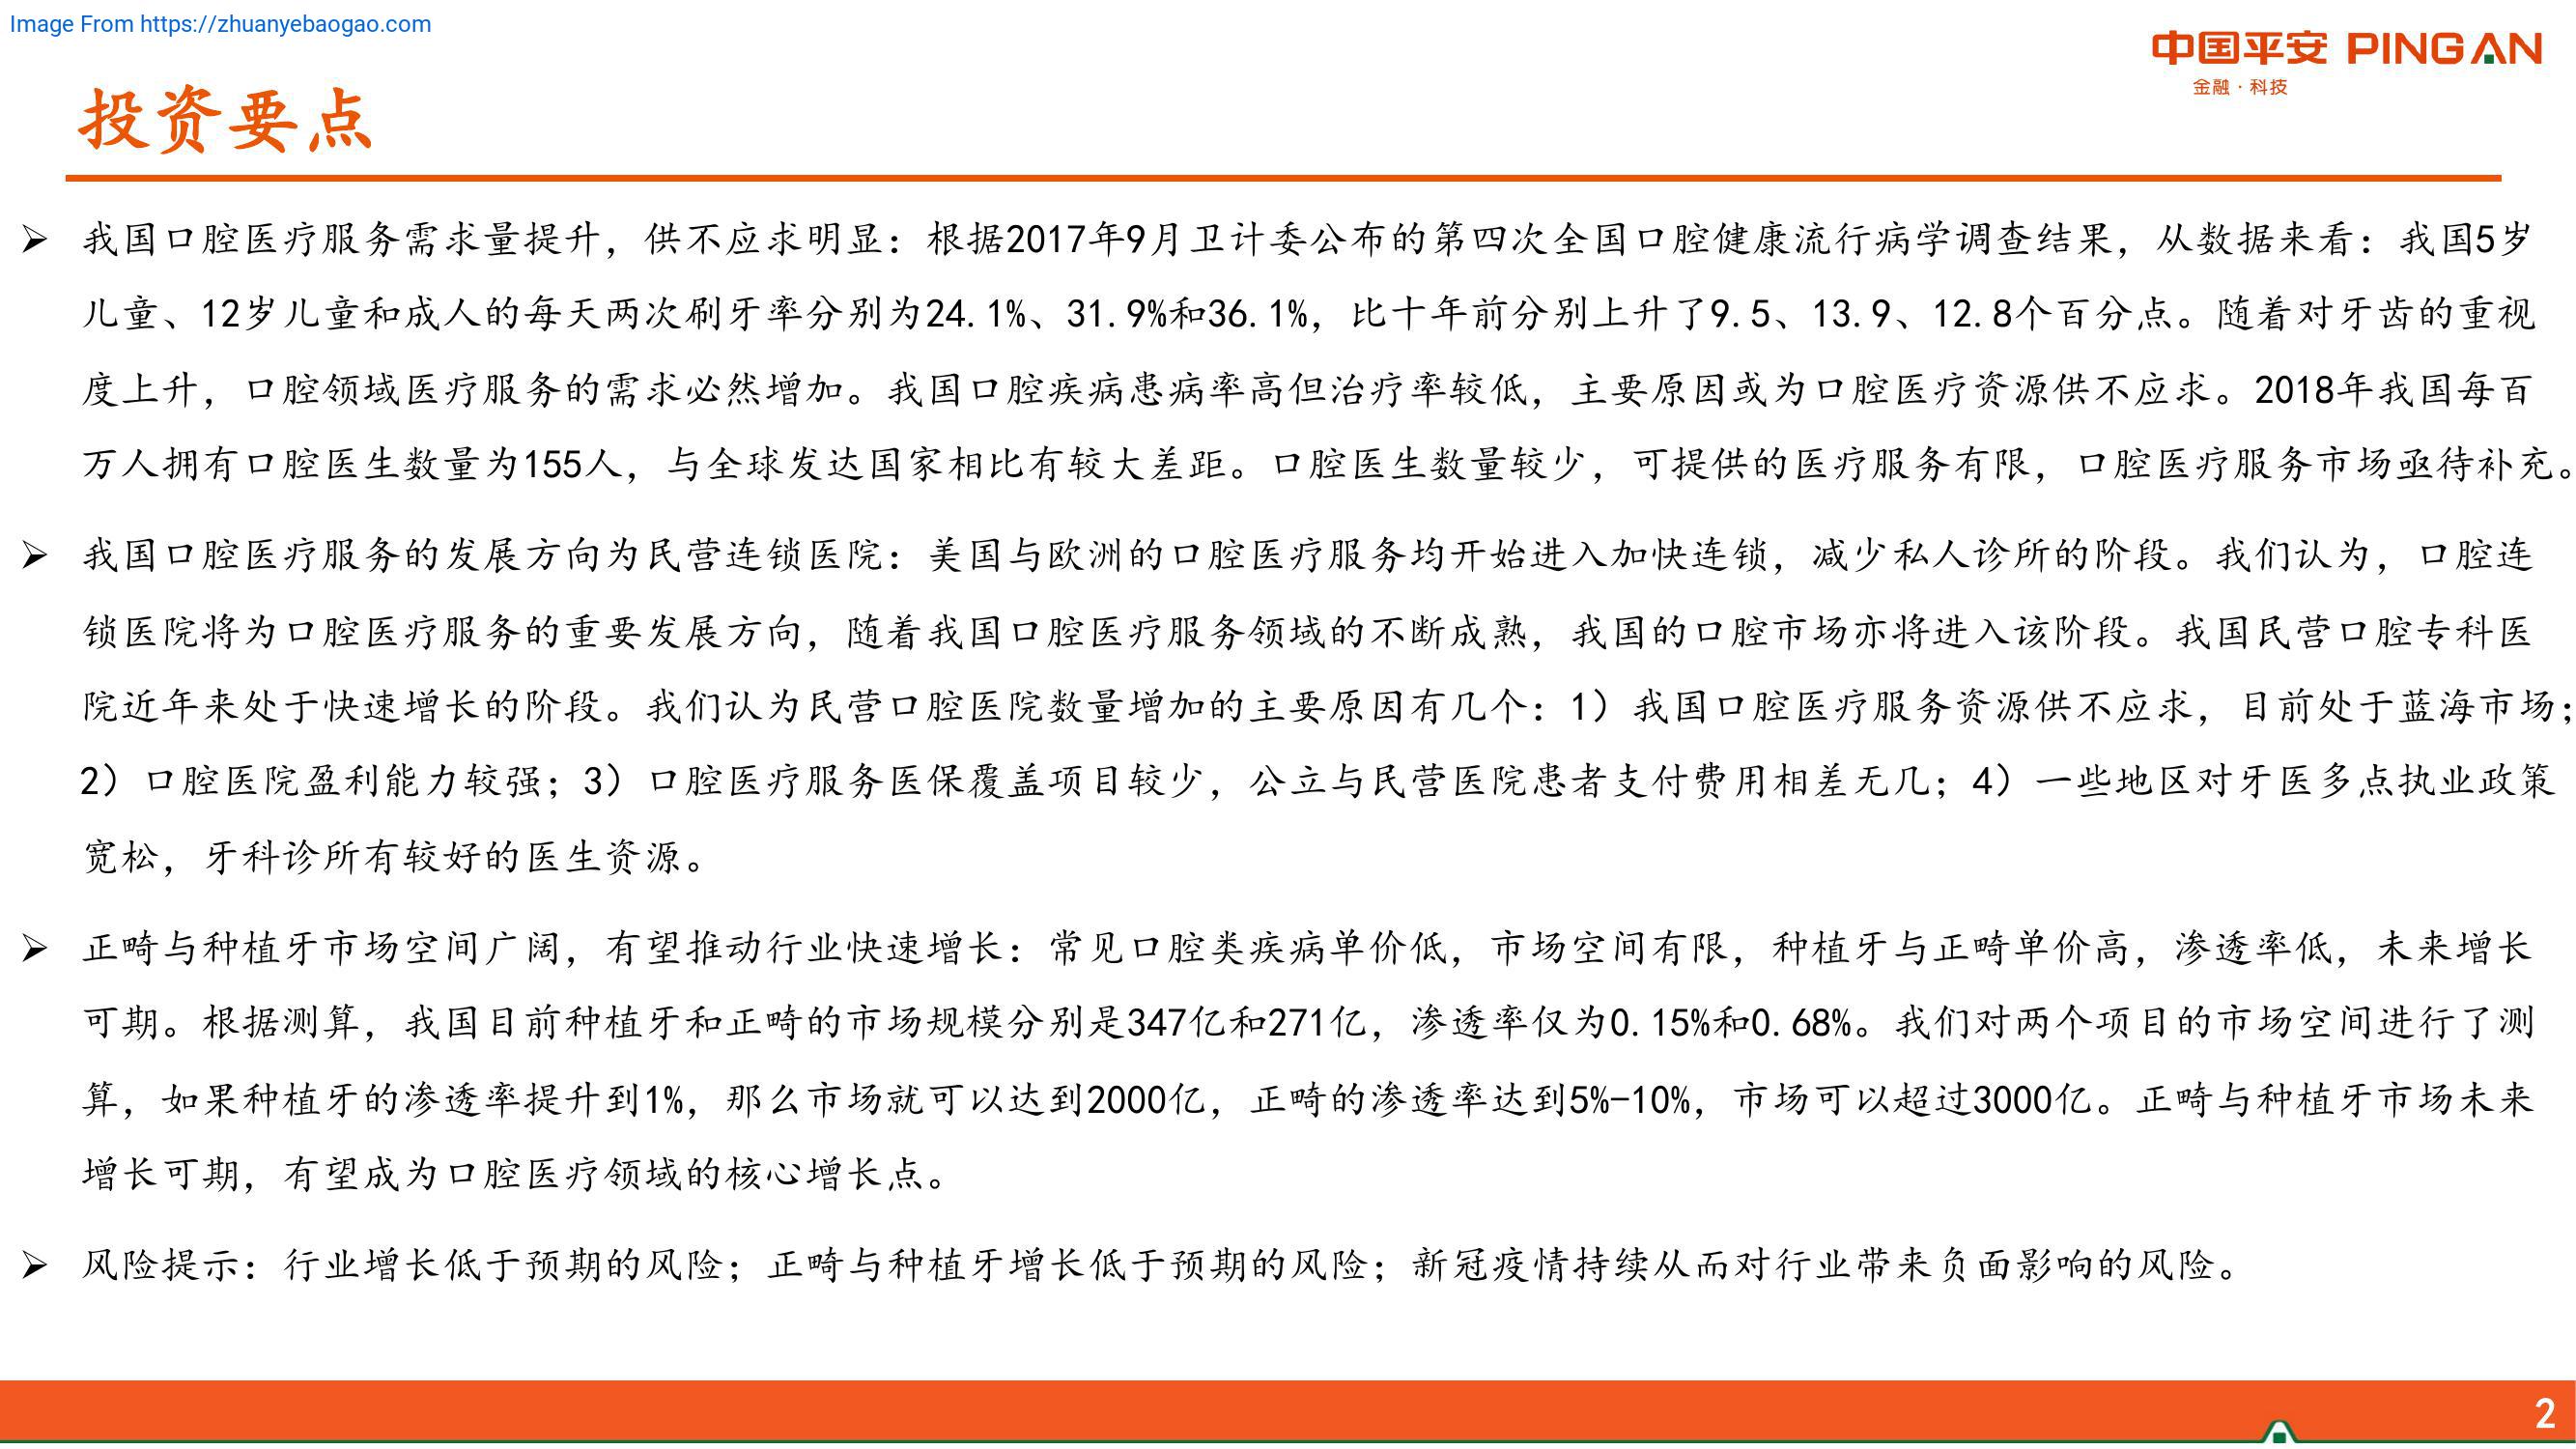 Image From https://zhuanyebaogao.com
中国平安 PINGAN
金融·科技
投资要点
➢ 我国口腔医疗服务需求量提升，供不应求明显：根据2017年9月卫计委公布的第四次全国口腔健康流行病学调查结果，从数据来看：我国5岁
儿童、12岁儿童和成人的每天两次刷牙率分别为24.1%、31.9%和36.1%，比十年前分别上升了9.5、13.9、12.8个百分点。随着对牙齿的重视
度上升，口腔领域医疗服务的需求必然增加。我国口腔疾病患病率高但治疗率较低，主要原因或为口腔医疗资源供不应求。2018年我国每百
万人拥有口腔医生数量为155人，与全球发达国家相比有较大差距。口腔医生数量较少，可提供的医疗服务有限，口腔医疗服务市场亟待补充。
➢ 我国口腔医疗服务的发展方向为民营连锁医院：美国与欧洲的口腔医疗服务均开始进入加快连锁，减少私人诊所的阶段。我们认为，口腔连
锁医院将为口腔医疗服务的重要发展方向，随着我国口腔医疗服务领域的不断成熟，我国的口腔市场亦将进入该阶段。我国民营口腔专科医
院近年来处于快速增长的阶段。我们认为民营口腔医院数量增加的主要原因有几个：1）我国口腔医疗服务资源供不应求，目前处于蓝海市场；
2）口腔医院盈利能力较强；3）口腔医疗服务医保覆盖项目较少，公立与民营医院患者支付费用相差无几；4）一些地区对牙医多点执业政策
宽松，牙科诊所有较好的医生资源。
➢ 正畸与种植牙市场空间广阔，有望推动行业快速增长：常见口腔类疾病单价低，市场空间有限，种植牙与正畸单价高，渗透率低，未来增长
可期。根据测算，我国目前种植牙和正畸的市场规模分别是347亿和271亿，渗透率仅为0.15%和0.68%。我们对两个项目的市场空间进行了测
算，如果种植牙的渗透率提升到1%，那么市场就可以达到2000亿，正畸的渗透率达到5%-10%，市场可以超过3000亿。正畸与种植牙市场未来
增长可期，有望成为口腔医疗领域的核心增长点。
➢ 风险提示：行业增长低于预期的风险；正畸与种植牙增长低于预期的风险；新冠疫情持续从而对行业带来负面影响的风险。
2